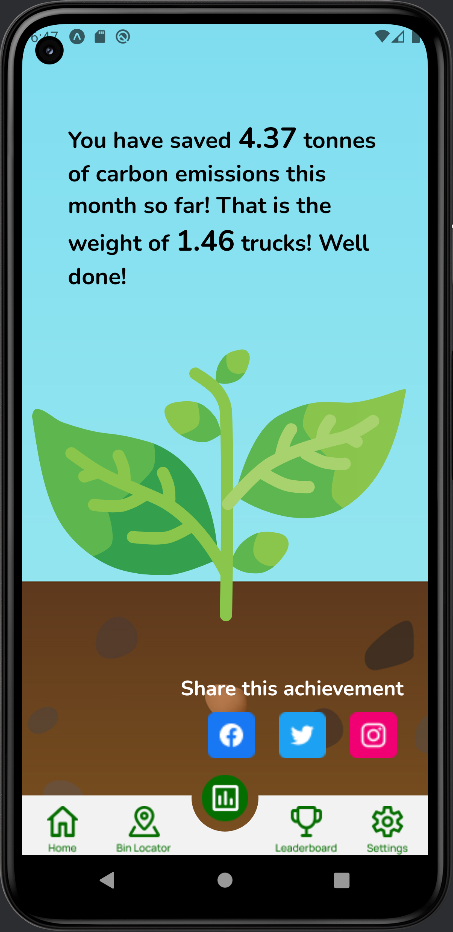 6:47
You have saved 4.37 tonnes
of carbon emissions this
month so far! That is the
weight of 1.46 trucks! Well
done!
Share this achievement
Home Bin Locator Leaderboard Settings